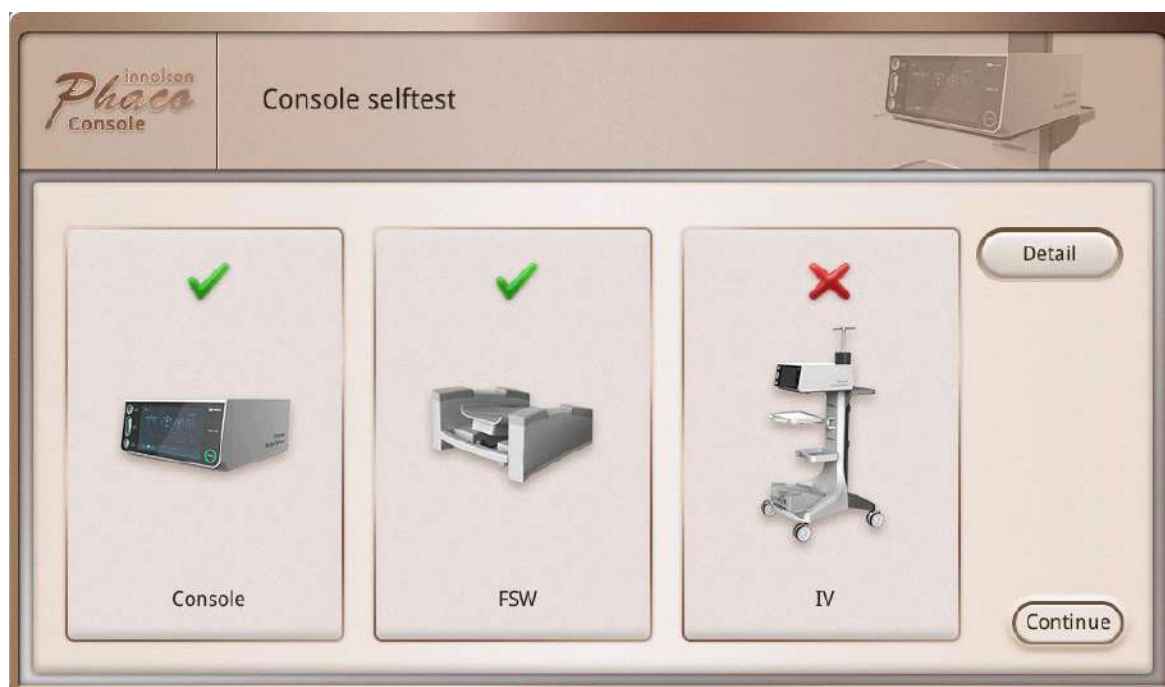 innolcon
Phaco
Console
Console selftest
Detail
Console
FSW
IV
Continue